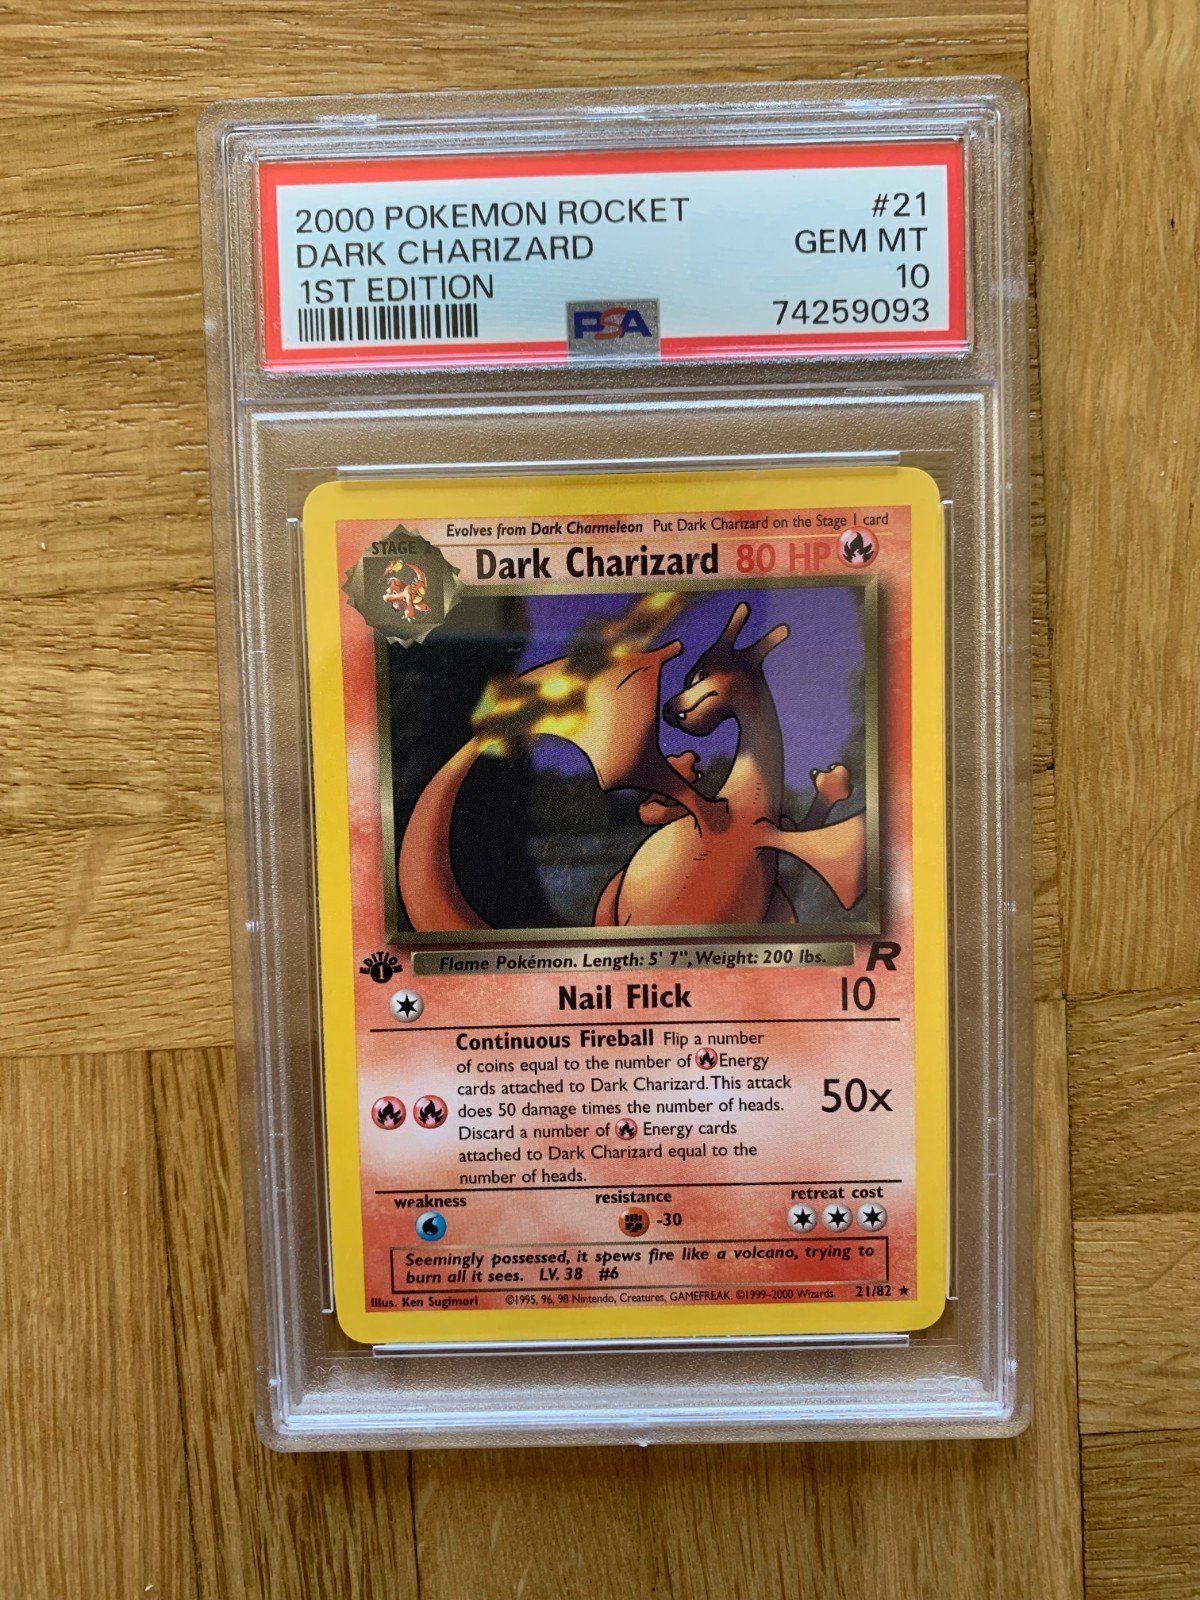 2000 POKEMON ROCKET #21
DARK CHARIZARD GEM MT
1ST EDITION 10
PSA 74259093
Evolves from Dark Charmeleon Put Dark Charizard on the Stage 1 card
STAGE 2
Dark Charizard 80 HP
EDITION
1
Flame Pokémon. Length: 5' 7", Weight: 200 lbs.
R
Nail Flick 10
Continuous Fireball Flip a number
of coins equal to the number of Energy
cards attached to Dark Charizard. This attack
does 50 damage times the number of heads.
50x
Discard a number of Energy cards
attached to Dark Charizard equal to the
number of heads.
weakness resistance retreat cost
-30
Seemingly possessed, it spews fire like a volcano, trying to
burn all it sees. LV. 38 #6
Illus. Ken Sugimori ©1995, 96, 98 Nintendo, Creatures, GAMEFREAK. ©1999-2000 Wizards. 21/82 ★